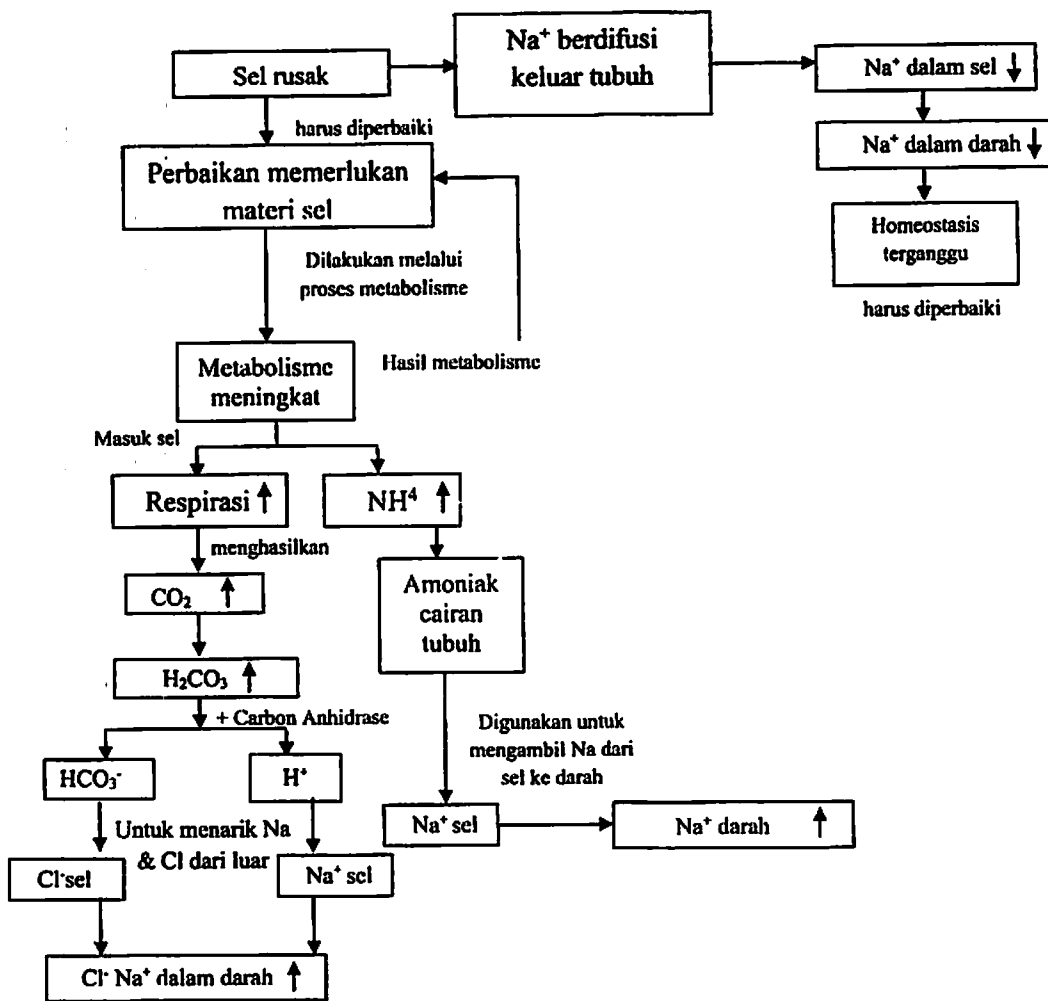 Sel rusak
Na⁺ berdifusi
keluar tubuh
Na⁺ dalam sel ↓
harus diperbaiki
Na⁺ dalam darah ↓
Perbaikan memerlukan
materi sel
Homeostasis
terganggu
harus diperbaiki
Dilakukan melalui
proses metabolisme
Hasil metabolisme
Metabolisme
meningkat
Masuk sel
Respirasi ↑
NH⁴ ↑
menghasilkan
CO₂ ↑
Amoniak
cairan
tubuh
H₂CO₃ ↑
+ Carbon Anhidrase
Digunakan untuk
mengambil Na dari
sel ke darah
HCO₃⁻
H⁺
Untuk menarik Na
& Cl dari luar
Na⁺ sel
Na⁺ darah ↑
Cl⁻sel
Na⁺ sel
Cl⁻ Na⁺ dalam darah ↑